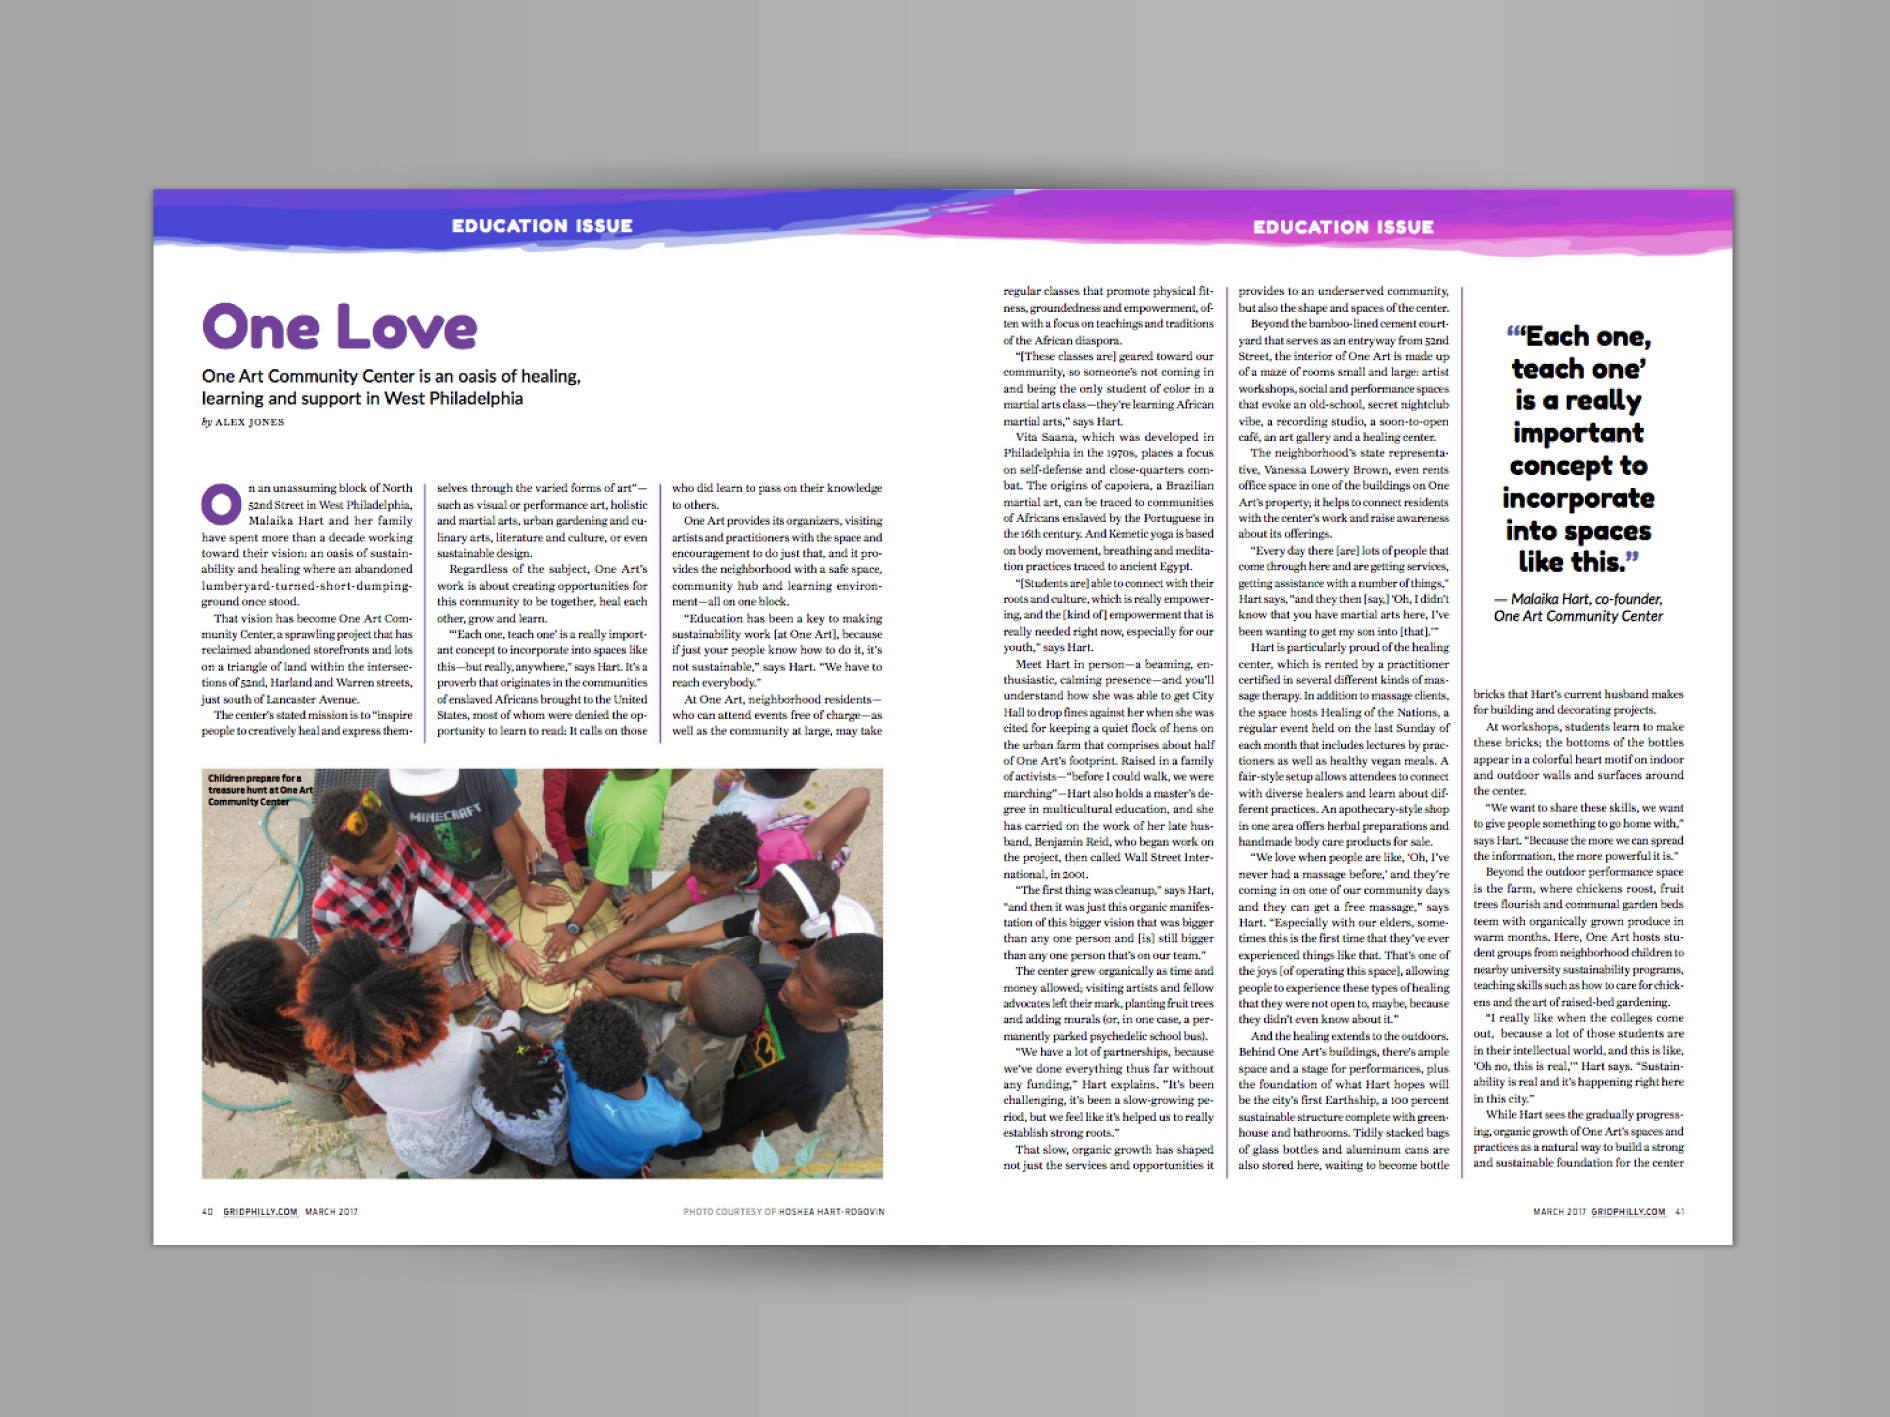 EDUCATION ISSUE
One Love
One Art Community Center is an oasis of healing,
learning and support in West Philadelphia
by ALEX JONES
On an unassuming block of North
52nd Street in West Philadelphia,
Malaika Hart and her family
have spent more than a decade working
toward their vision: an oasis of sustain-
ability and healing where an abandoned
lumberyard-turned-short-dumping-
ground once stood.
That vision has become One Art Com-
munity Center, a sprawling project that has
reclaimed abandoned storefronts and lots
on a triangle of land within the intersec-
tions of 52nd, Harland and Warren streets,
just south of Lancaster Avenue.
The center's stated mission is to “inspire
people to creatively heal and express them-
selves through the varied forms of art”—
such as visual or performance art, holistic
and martial arts, urban gardening and cu-
linary arts, literature and culture, or even
sustainable design.
Regardless of the subject, One Art's
work is about creating opportunities for
this community to be together, heal each
other, grow and learn.
“‘Each one, teach one’ is a really import-
ant concept to incorporate into spaces like
this—but really, anywhere,” says Hart. It's a
proverb that originates in the communities
of enslaved Africans brought to the United
States, most of whom were denied the op-
portunity to learn to read: It calls on those
who did learn to pass on their knowledge
to others.
One Art provides its organizers, visiting
artists and practitioners with the space and
encouragement to do just that, and it pro-
vides the neighborhood with a safe space,
community hub and learning environ-
ment—all on one block.
“Education has been a key to making
sustainability work [at One Art], because
if just your people know how to do it, it's
not sustainable,” says Hart. “We have to
reach everybody.”
At One Art, neighborhood residents—
who can attend events free of charge—as
well as the community at large, may take
Children prepare for a
treasure hunt at One Art
Community Center
MINECRAFT
40 GRIDPHILLY.COM MARCH 2017
PHOTO COURTESY OF HOSHEA HART-ROGOVIN
EDUCATION ISSUE
regular classes that promote physical fit-
ness, groundedness and empowerment, of-
ten with a focus on teachings and traditions
of the African diaspora.
“[These classes are] geared toward our
community, so someone's not coming in
and being the only student of color in a
martial arts class—they're learning African
martial arts,” says Hart.
Vita Saana, which was developed in
Philadelphia in the 1970s, places a focus
on self-defense and close-quarters com-
bat. The origins of capoiera, a Brazilian
martial art, can be traced to communities
of Africans enslaved by the Portuguese in
the 16th century. And Kemetic yoga is based
on body movement, breathing and medita-
tion practices traced to ancient Egypt.
“[Students are] able to connect with their
roots and culture, which is really empower-
ing, and the [kind of] empowerment that is
really needed right now, especially for our
youth,” says Hart.
Meet Hart in person—a beaming, en-
thusiastic, calming presence—and you'll
understand how she was able to get City
Hall to drop fines against her when she was
cited for keeping a quiet flock of hens on
the urban farm that comprises about half
of One Art's footprint. Raised in a family
of activists—“before I could walk, we were
marching”—Hart also holds a master's de-
gree in multicultural education, and she
has carried on the work of her late hus-
band, Benjamin Reid, who began work on
the project, then called Wall Street Inter-
national, in 2001.
“The first thing was cleanup,” says Hart,
“and then it was just this organic manifes-
tation of this bigger vision that was bigger
than any one person and [is] still bigger
than any one person that's on our team.”
The center grew organically as time and
money allowed; visiting artists and fellow
advocates left their mark, planting fruit trees
and adding murals (or, in one case, a per-
manently parked psychedelic school bus).
“We have a lot of partnerships, because
we've done everything thus far without
any funding,” Hart explains. “It's been
challenging, it's been a slow-growing pe-
riod, but we feel like it's helped us to really
establish strong roots.”
That slow, organic growth has shaped
not just the services and opportunities it
provides to an underserved community,
but also the shape and spaces of the center.
Beyond the bamboo-lined cement court-
yard that serves as an entryway from 52nd
Street, the interior of One Art is made up
of a maze of rooms small and large: artist
workshops, social and performance spaces
that evoke an old-school, secret nightclub
vibe, a recording studio, a soon-to-open
café, an art gallery and a healing center.
The neighborhood's state representa-
tive, Vanessa Lowery Brown, even rents
office space in one of the buildings on One
Art's property; it helps to connect residents
with the center's work and raise awareness
about its offerings.
“Every day there [are] lots of people that
come through here and are getting services,
getting assistance with a number of things,”
Hart says, “and they then [say,] ‘Oh, I didn't
know that you have martial arts here, I've
been wanting to get my son into [that].’”
Hart is particularly proud of the healing
center, which is rented by a practitioner
certified in several different kinds of mas-
sage therapy. In addition to massage clients,
the space hosts Healing of the Nations, a
regular event held on the last Sunday of
each month that includes lectures by prac-
tioners as well as healthy vegan meals. A
fair-style setup allows attendees to connect
with diverse healers and learn about dif-
ferent practices. An apothecary-style shop
in one area offers herbal preparations and
handmade body care products for sale.
“We love when people are like, ‘Oh, I've
never had a massage before,’ and they're
coming in on one of our community days
and they can get a free massage,” says
Hart. “Especially with our elders, some-
times this is the first time that they've ever
experienced things like that. That's one of
the joys [of operating this space], allowing
people to experience these types of healing
that they were not open to, maybe, because
they didn't even know about it.”
And the healing extends to the outdoors.
Behind One Art's buildings, there's ample
space and a stage for performances, plus
the foundation of what Hart hopes will
be the city's first Earthship, a 100 percent
sustainable structure complete with green-
house and bathrooms. Tidily stacked bags
of glass bottles and aluminum cans are
also stored here, waiting to become bottle
“‘Each one,
teach one’
is a really
important
concept to
incorporate
into spaces
like this.”
— Malaika Hart, co-founder,
One Art Community Center
bricks that Hart's current husband makes
for building and decorating projects.
At workshops, students learn to make
these bricks; the bottoms of the bottles
appear in a colorful heart motif on indoor
and outdoor walls and surfaces around
the center.
“We want to share these skills, we want
to give people something to go home with,”
says Hart. “Because the more we can spread
the information, the more powerful it is.”
Beyond the outdoor performance space
is the farm, where chickens roost, fruit
trees flourish and communal garden beds
teem with organically grown produce in
warm months. Here, One Art hosts stu-
dent groups from neighborhood children to
nearby university sustainability programs,
teaching skills such as how to care for chick-
ens and the art of raised-bed gardening.
“I really like when the colleges come
out, because a lot of those students are
in their intellectual world, and this is like,
‘Oh no, this is real,’” Hart says. “Sustain-
ability is real and it's happening right here
in this city.”
While Hart sees the gradually progress-
ing, organic growth of One Art's spaces and
practices as a natural way to build a strong
and sustainable foundation for the center
MARCH 2017 GRIDPHILLY.COM 41